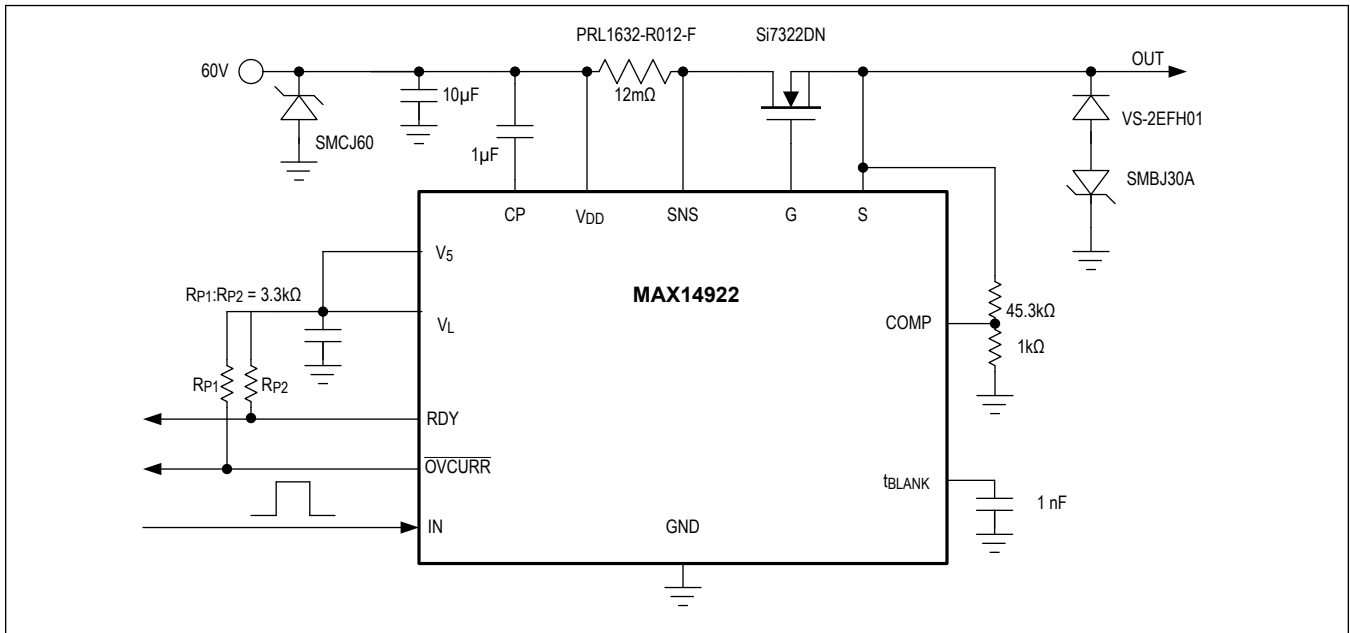 PRL1632-R012-F
Si7322DN
60V
OUT
10µF
12mΩ
VS-2EFH01
SMCJ60
1µF
SMBJ30A
CP
VDD
SNS
G
S
V5
MAX14922
RP1:RP2 = 3.3kΩ
45.3kΩ
VL
COMP
1kΩ
RP1
RP2
RDY
OVCURR
tBLANK
1 nF
IN
GND